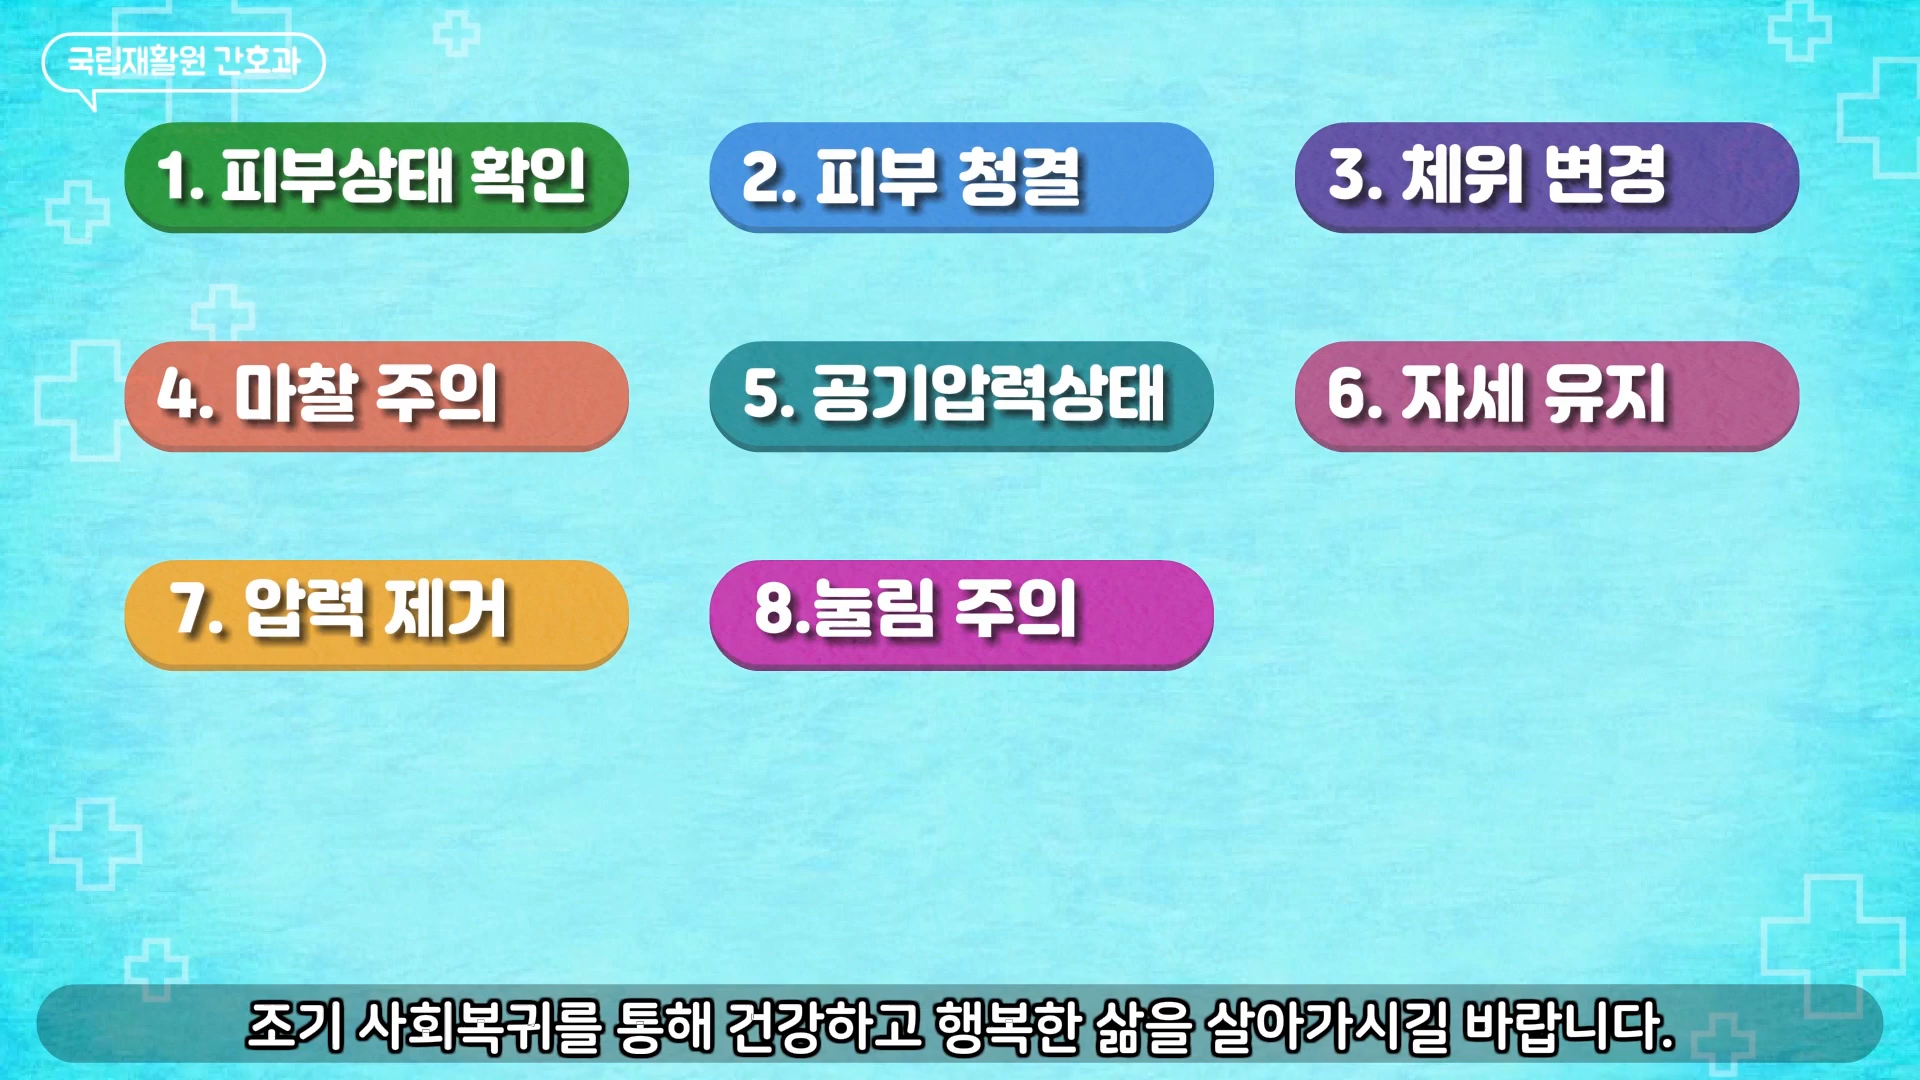 국립재활원 간호과
1. 피부상태 확인
2. 피부 청결
3. 체위 변경
4. 마찰 주의
5. 공기압력상태
6. 자세 유지
7. 압력 제거
8.눌림 주의
조기 사회복귀를 통해 건강하고 행복한 삶을 살아가시길 바랍니다.